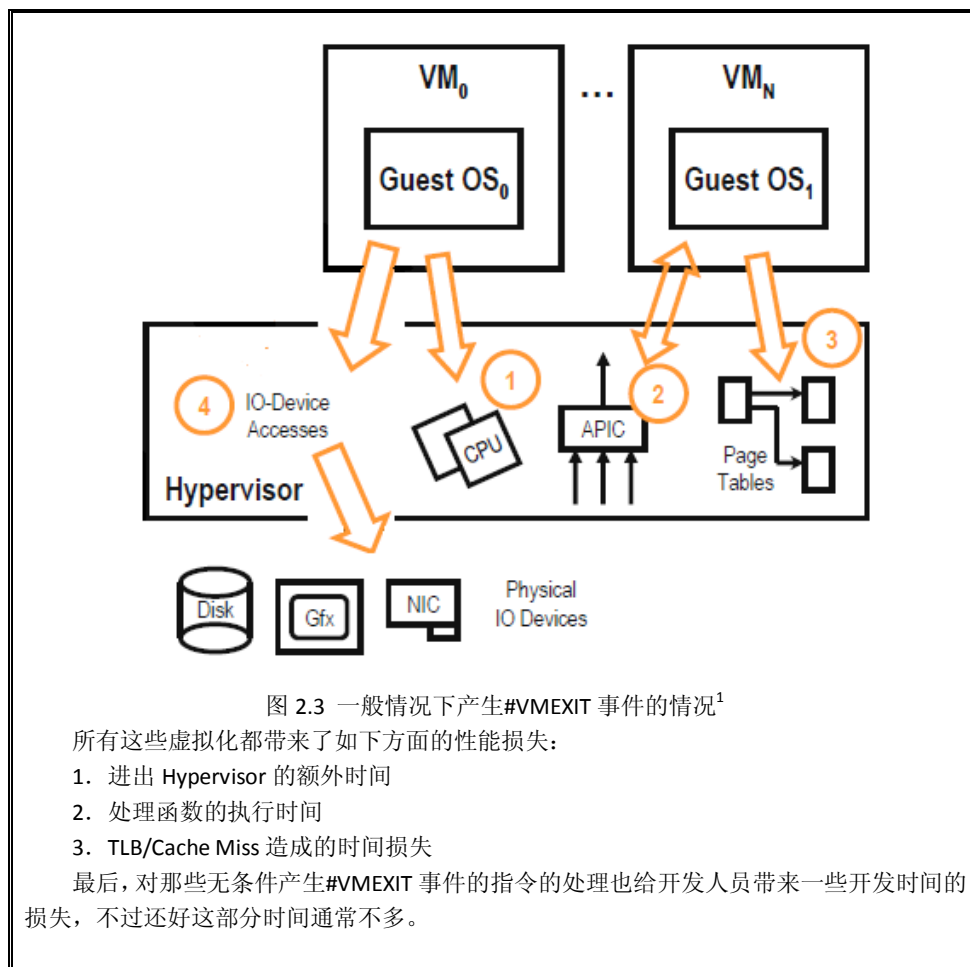 VM₀ … VM_N
Guest OS₀ Guest OS₁
3
1
2
4 IO-Device
Accesses
CPU
APIC
Page
Tables
Hypervisor
Disk
Gfx
NIC
Physical
IO Devices
图 2.3 一般情况下产生#VMEXIT 事件的情况¹
所有这些虚拟化都带来了如下方面的性能损失：
1．进出 Hypervisor 的额外时间
2．处理函数的执行时间
3．TLB/Cache Miss 造成的时间损失
最后，对那些无条件产生#VMEXIT 事件的指令的处理也给开发人员带来一些开发时间的
损失，不过还好这部分时间通常不多。